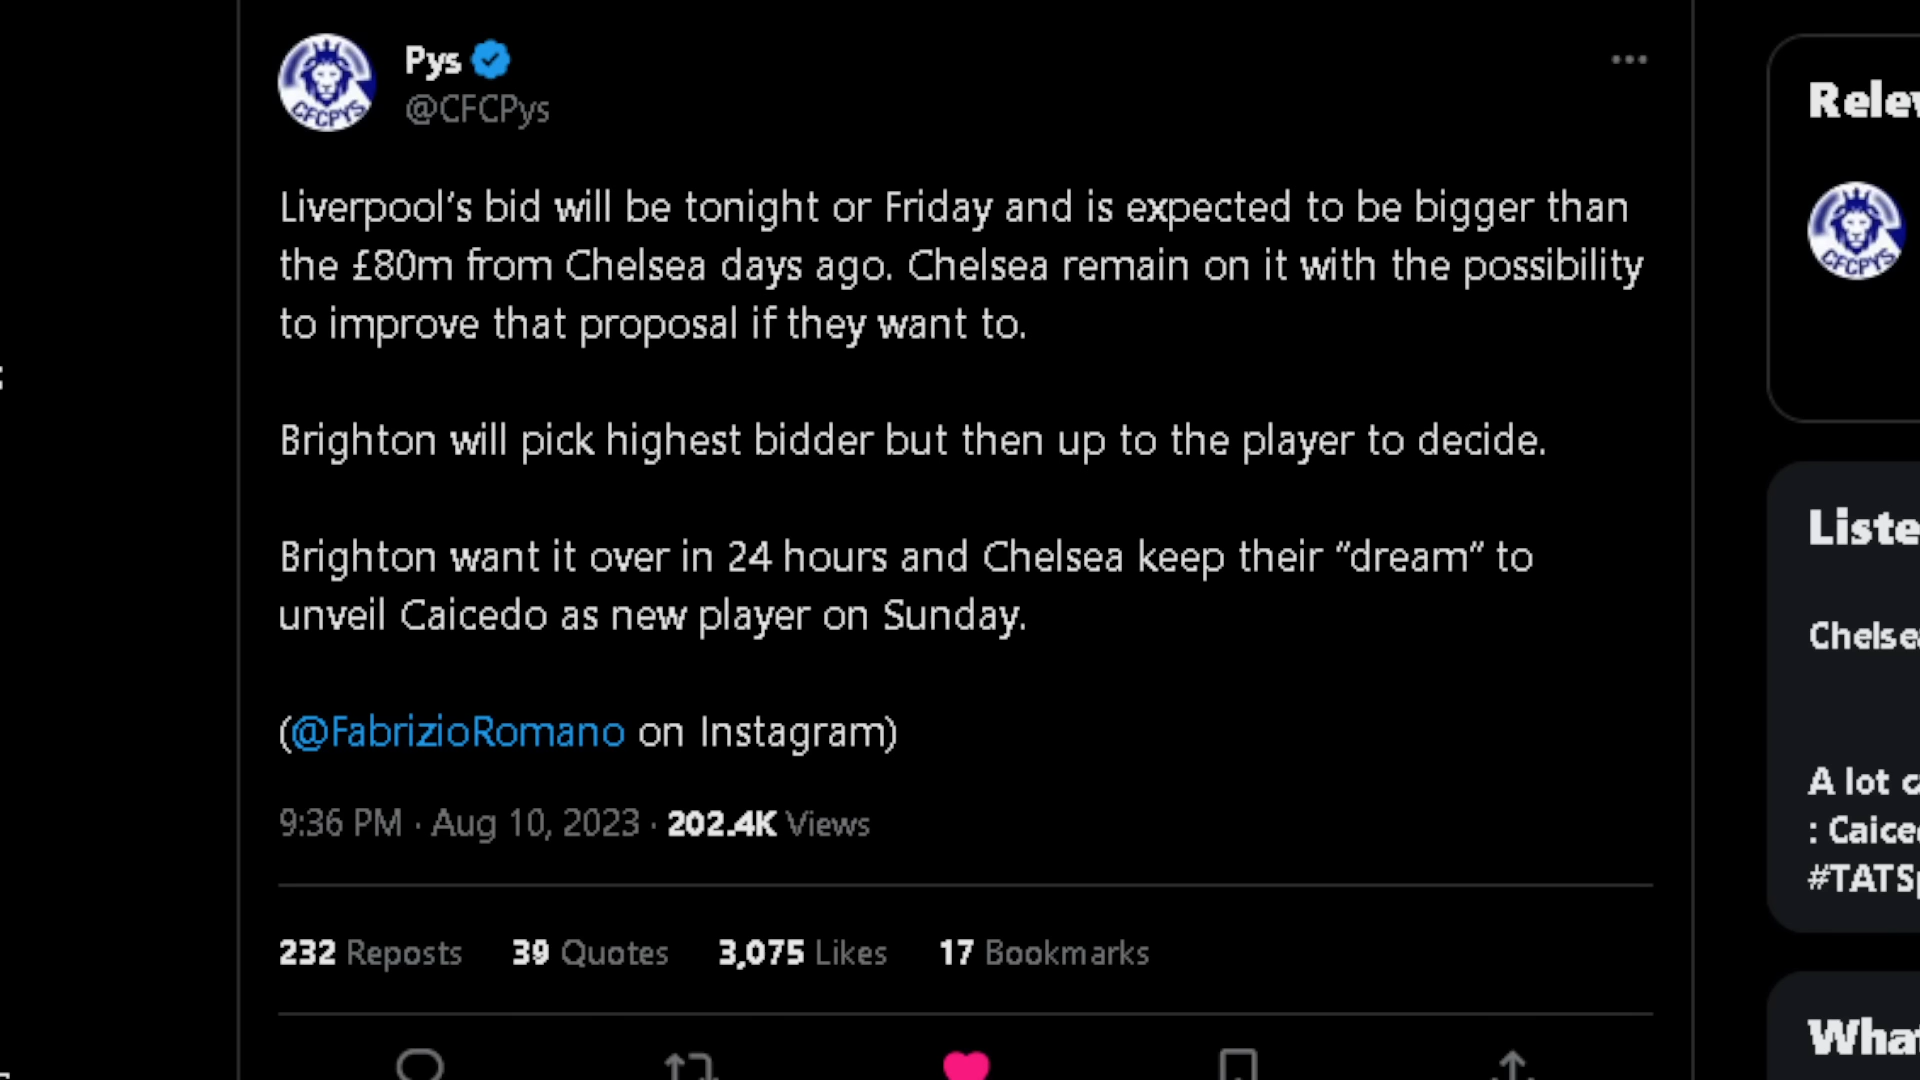 Pys
@CFCPys
Liverpool’s bid will be tonight or Friday and is expected to be bigger than
the £80m from Chelsea days ago. Chelsea remain on it with the possibility
to improve that proposal if they want to.
Brighton will pick highest bidder but then up to the player to decide.
Brighton want it over in 24 hours and Chelsea keep their “dream” to
unveil Caicedo as new player on Sunday.
(@FabrizioRomano on Instagram)
9:36 PM · Aug 10, 2023 · 202.4K Views
232 Reposts 39 Quotes 3,075 Likes 17 Bookmarks
CFCPYS
CFCPYS
A lot